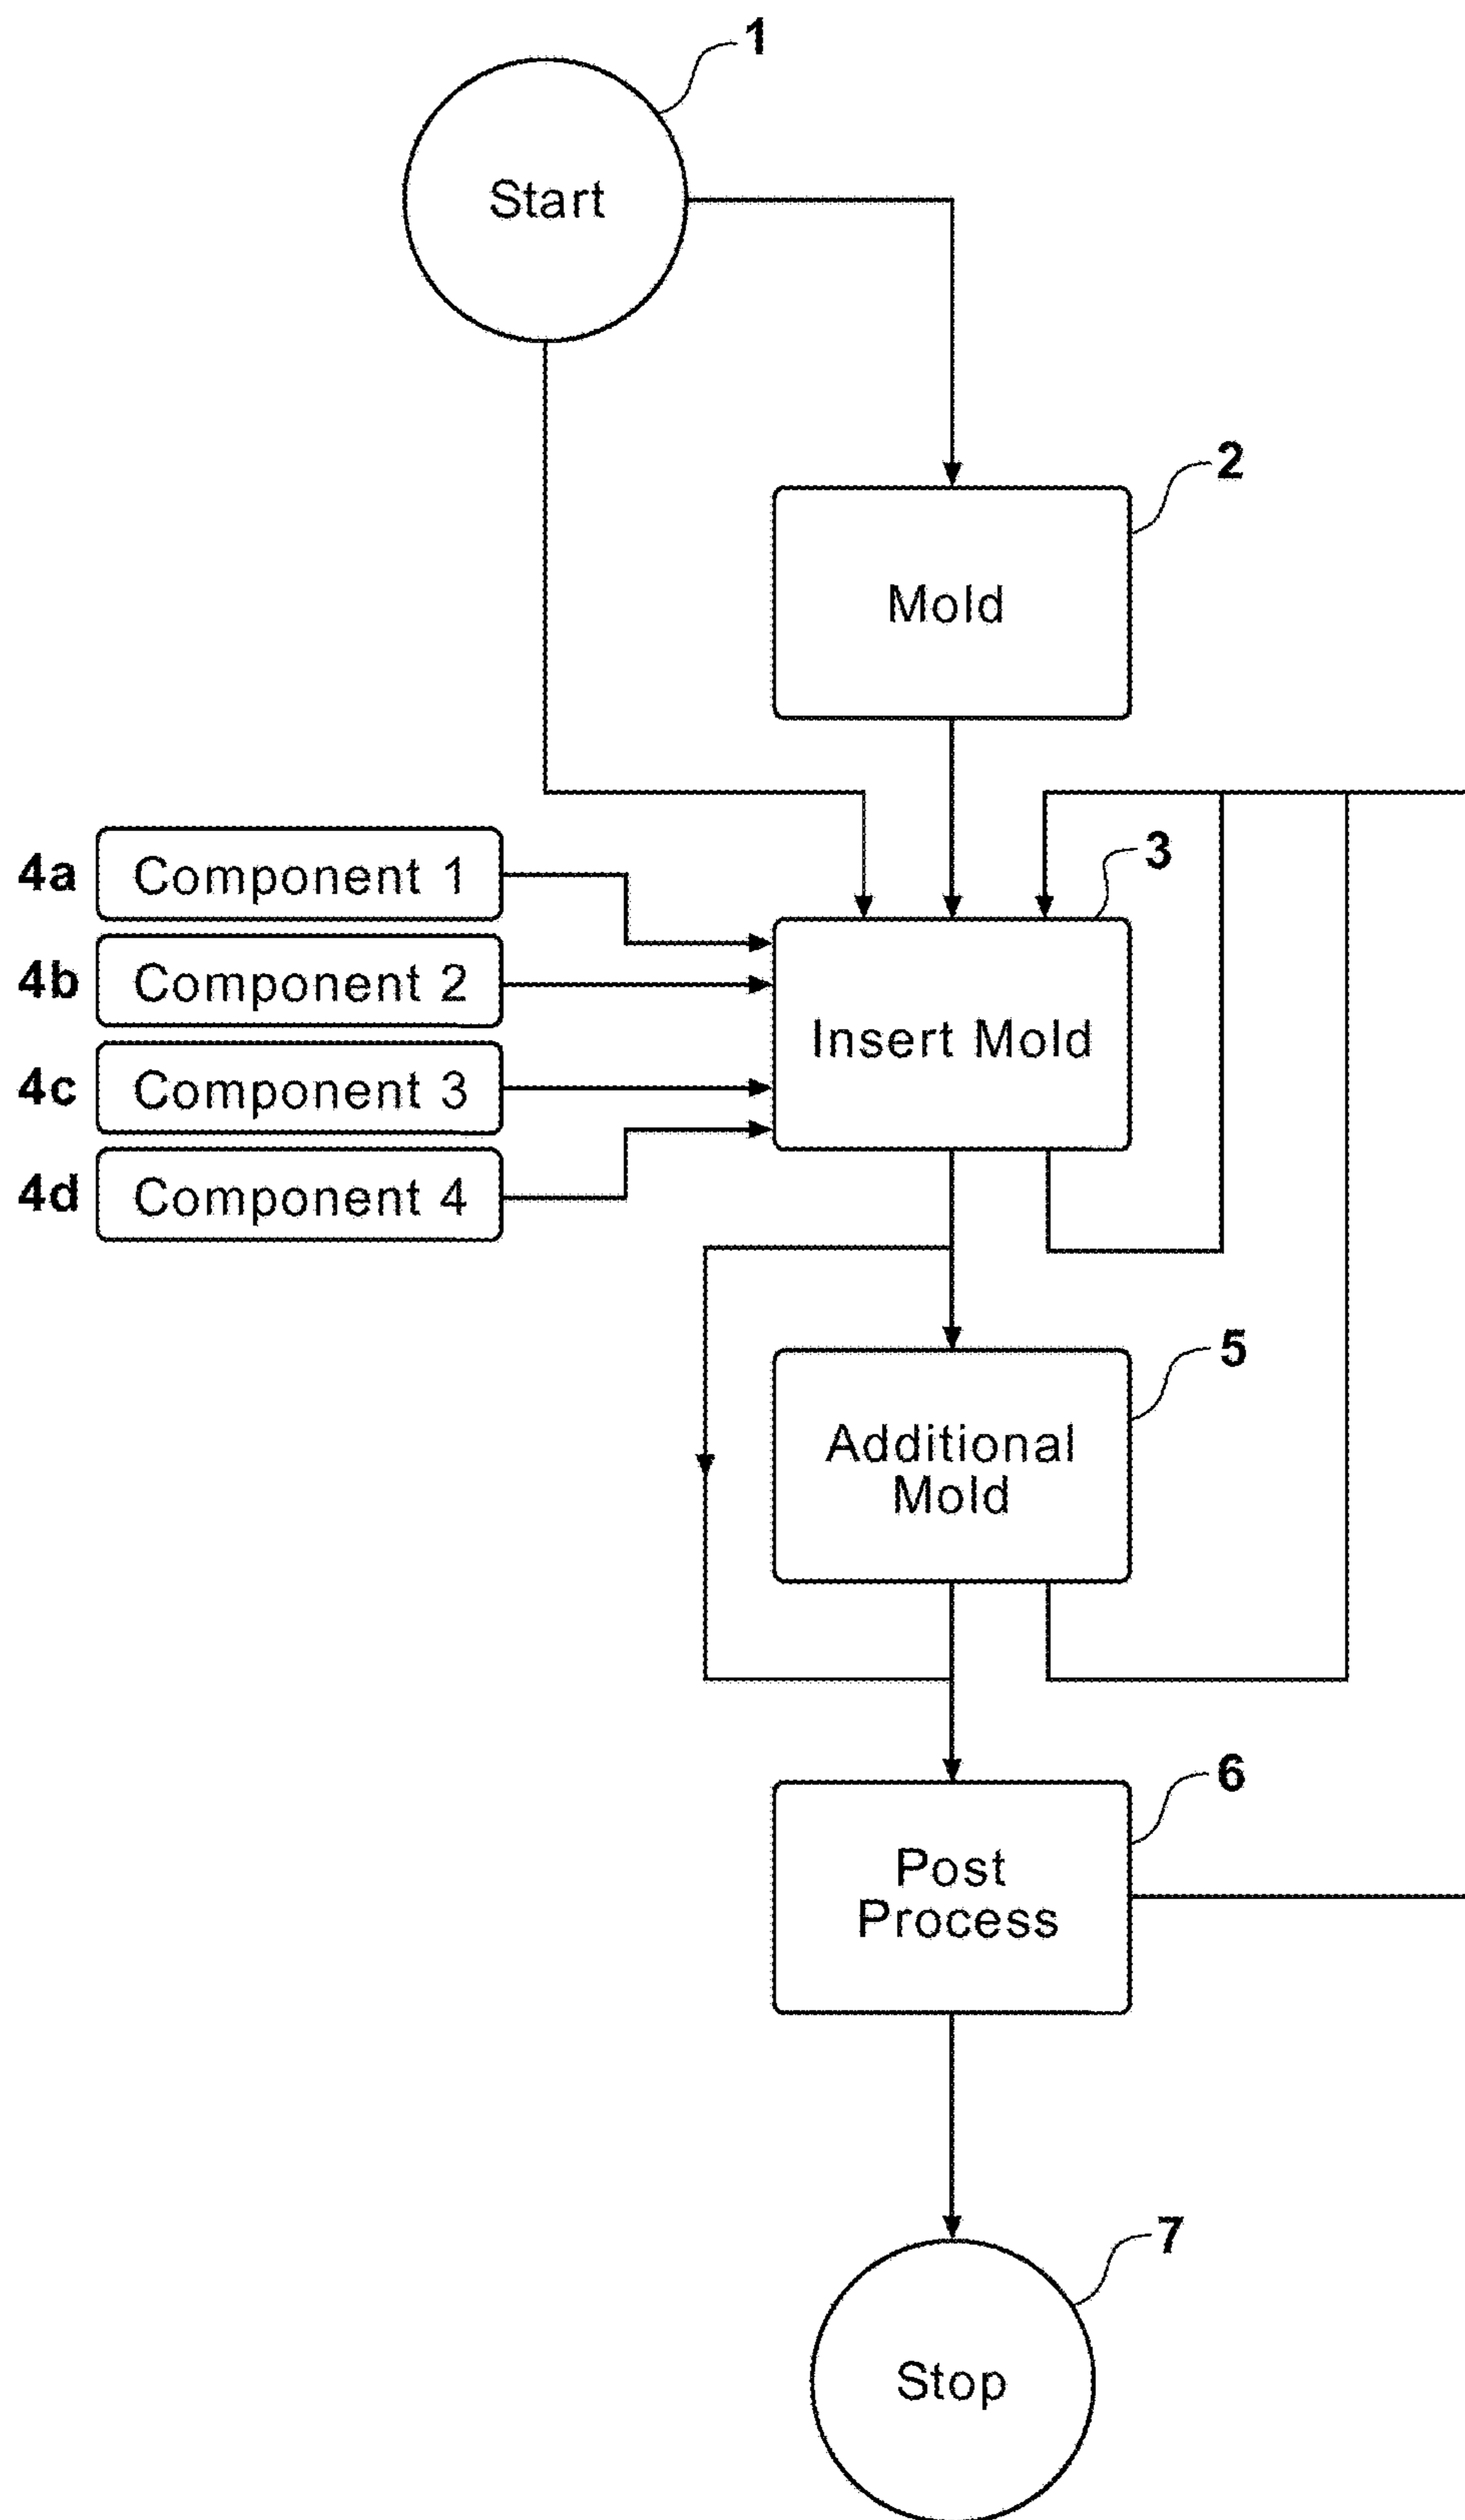 1
Start
2
Mold
3
4a Component 1
4b Component 2
4c Component 3
4d Component 4
Insert Mold
5
Additional
Mold
6
Post
Process
7
Stop